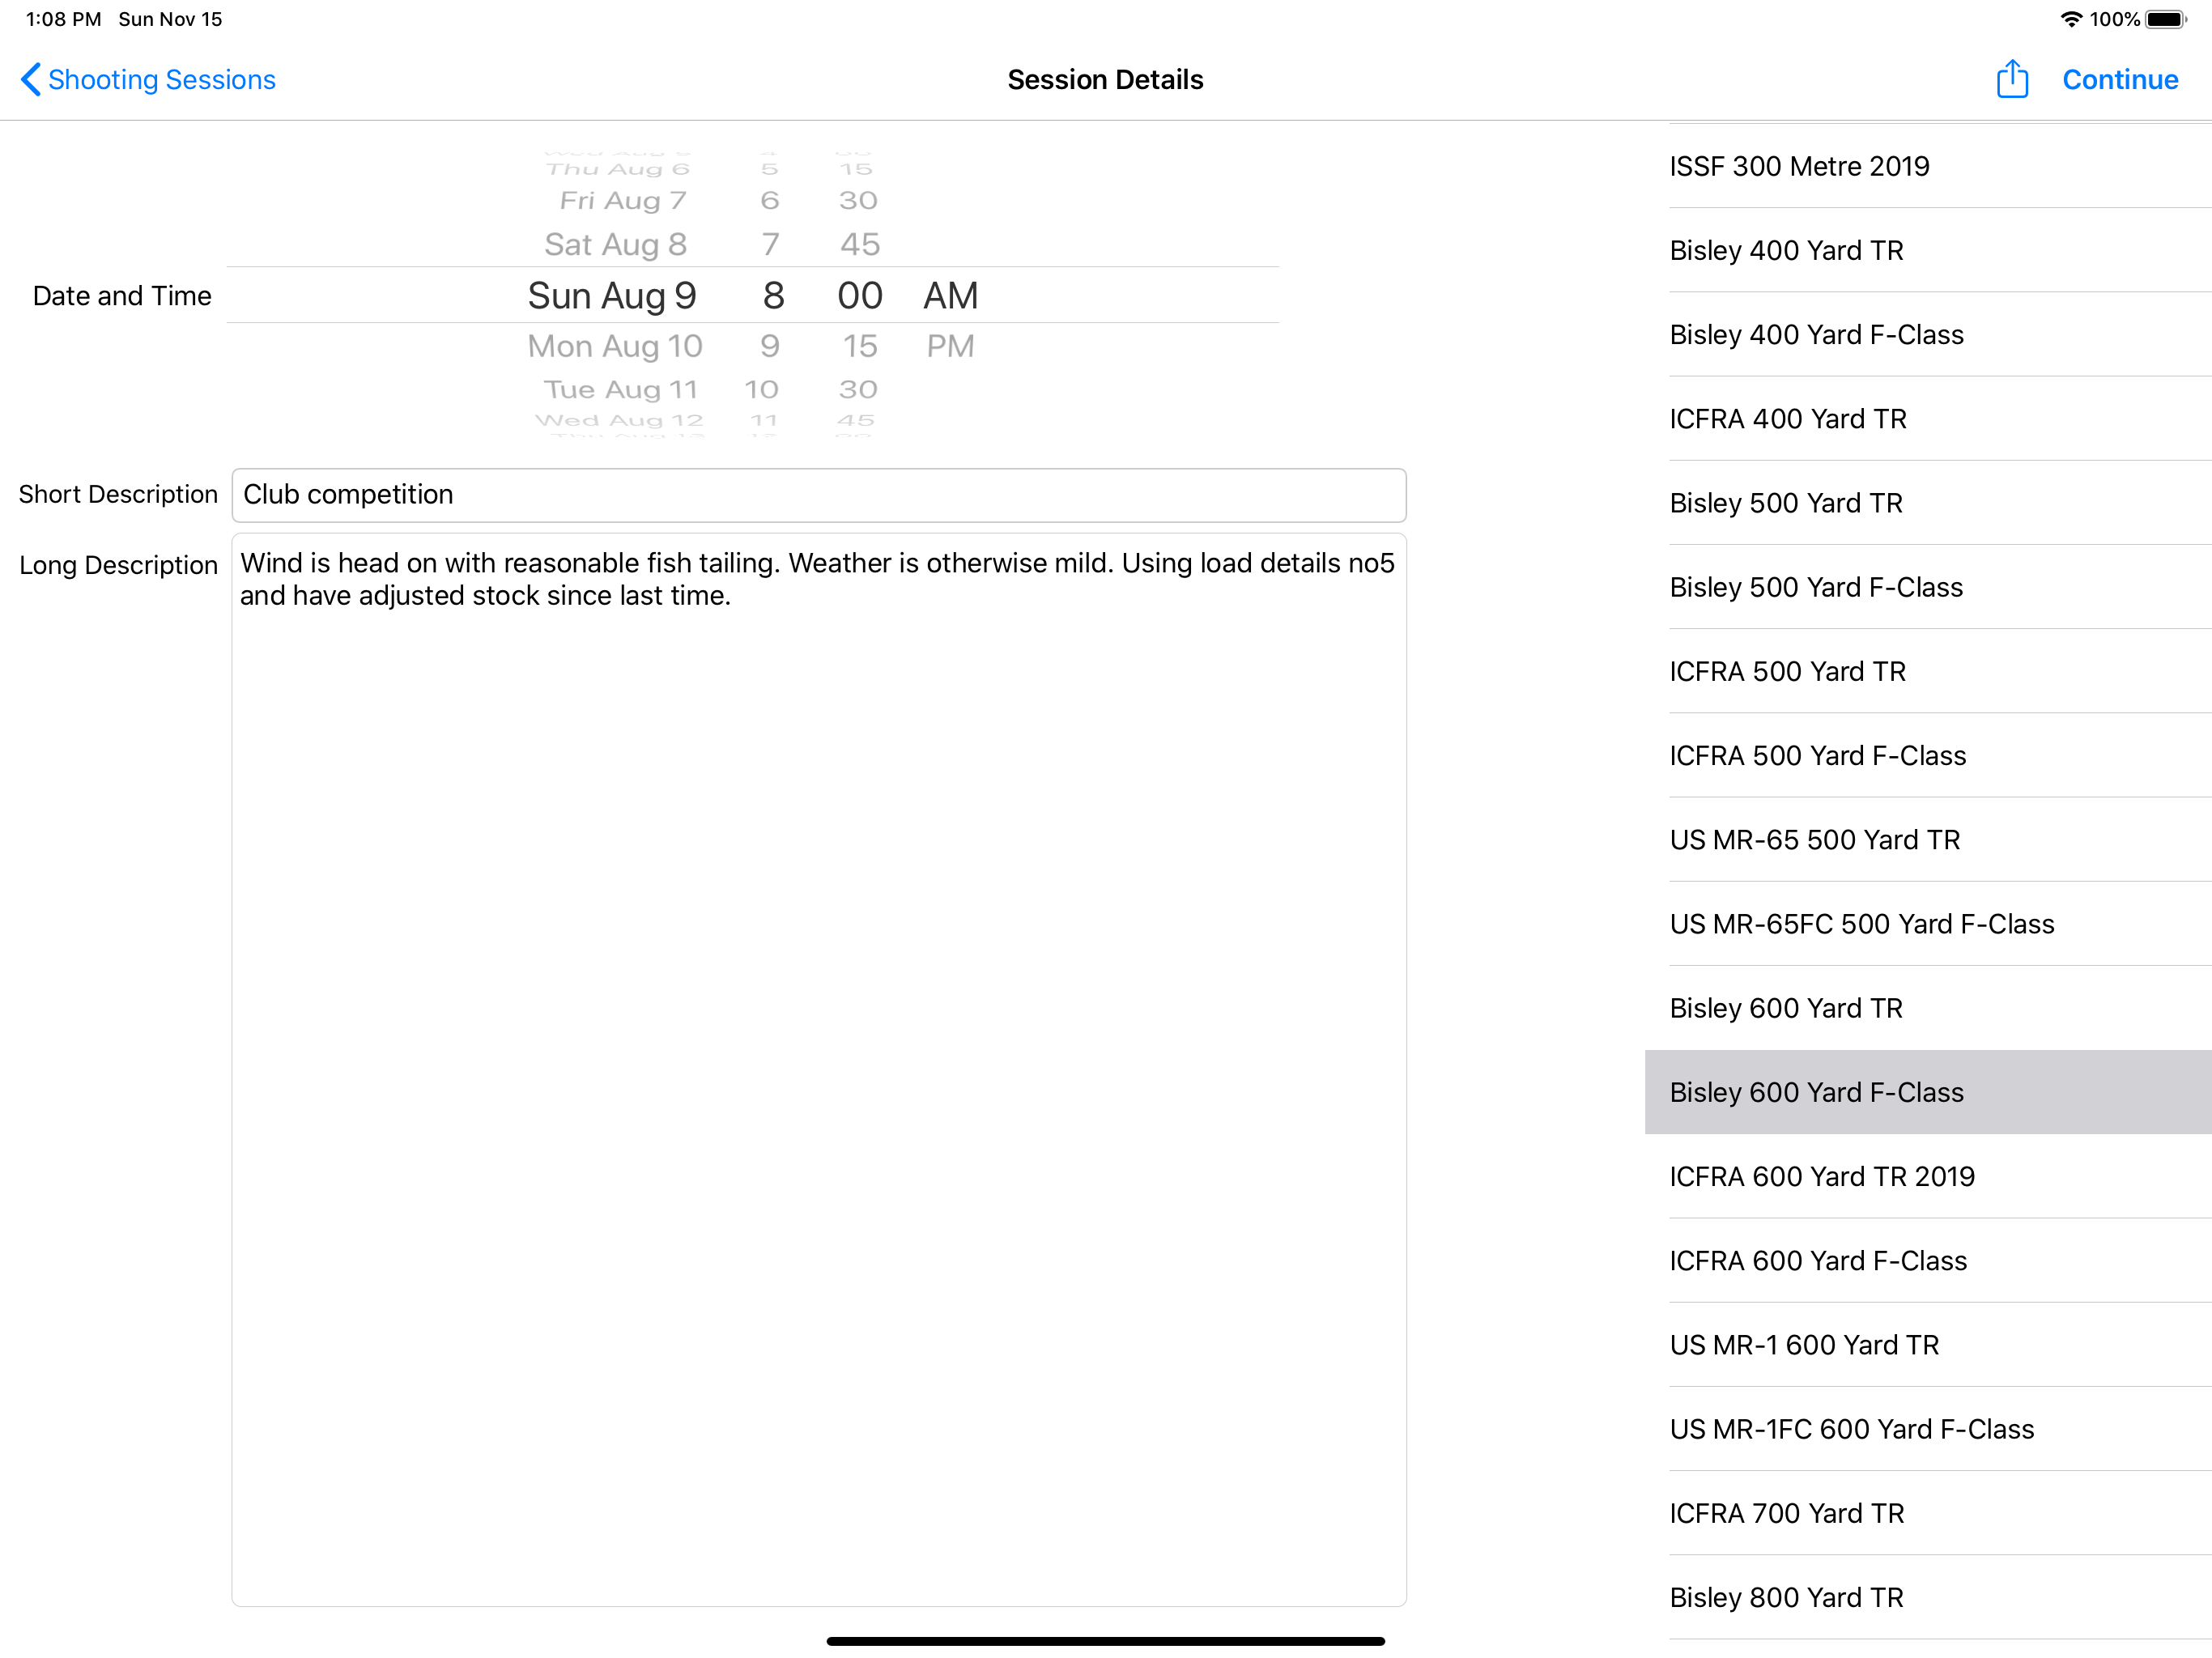 1:08 PM Sun Nov 15
100%
Shooting Sessions
Session Details
Continue
Thu Aug 6 5 15
Fri Aug 7 6 30
Sat Aug 8 7 45
Date and Time
Sun Aug 9 8 00 AM
Mon Aug 10 9 15 PM
Tue Aug 11 10 30
Wed Aug 12 11 45
Short Description
Club competition
Long Description
Wind is head on with reasonable fish tailing. Weather is otherwise mild. Using load details no5
and have adjusted stock since last time.
ISSF 300 Metre 2019
Bisley 400 Yard TR
Bisley 400 Yard F-Class
ICFRA 400 Yard TR
Bisley 500 Yard TR
Bisley 500 Yard F-Class
ICFRA 500 Yard TR
ICFRA 500 Yard F-Class
US MR-65 500 Yard TR
US MR-65FC 500 Yard F-Class
Bisley 600 Yard TR
Bisley 600 Yard F-Class
ICFRA 600 Yard TR 2019
ICFRA 600 Yard F-Class
US MR-1 600 Yard TR
US MR-1FC 600 Yard F-Class
ICFRA 700 Yard TR
Bisley 800 Yard TR